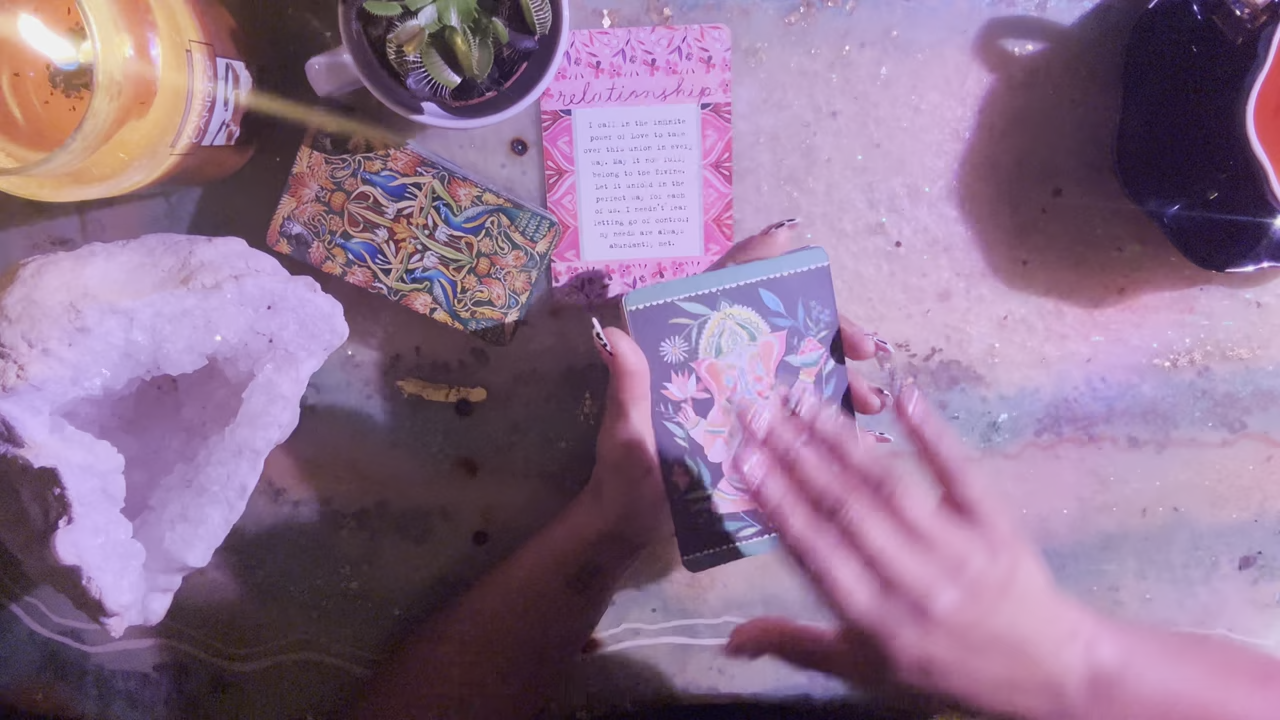 relationship
I call in the infinite
power of Love to take
over this union in every
way. May it now fully
belong to the Divine.
Let it unfold in the
perfect way for each
of us. I needn't fear
letting go of control;
my needs are always
abundantly met.